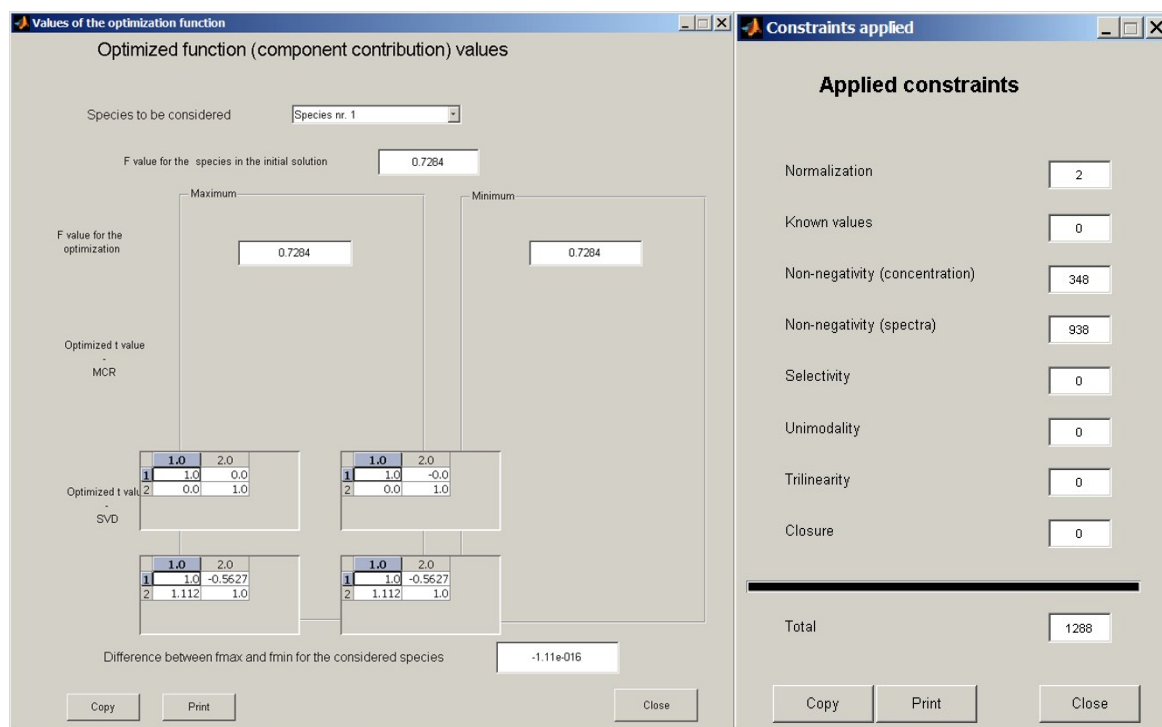 Values of the optimization function
Optimized function (component contribution) values
Species to be considered
Species nr. 1
F value for the species in the initial solution
0.7284
Maximum
Minimum
F value for the
optimization
0.7284
0.7284
Optimized t value
-
MCR
1.0 2.0
1 1.0 0.0
2 0.0 1.0
1.0 2.0
1 1.0 -0.0
2 0.0 1.0
Optimized t valu
-
SVD
1.0 2.0
1 1.0 -0.5627
2 1.112 1.0
1.0 2.0
1 1.0 -0.5627
2 1.112 1.0
Difference between fmax and fmin for the considered species
-1.11e-016
Copy
Print
Close
Constraints applied
Applied constraints
Normalization
2
Known values
0
Non-negativity (concentration)
348
Non-negativity (spectra)
938
Selectivity
0
Unimodality
0
Trilinearity
0
Closure
0
Total
1288
Copy
Print
Close